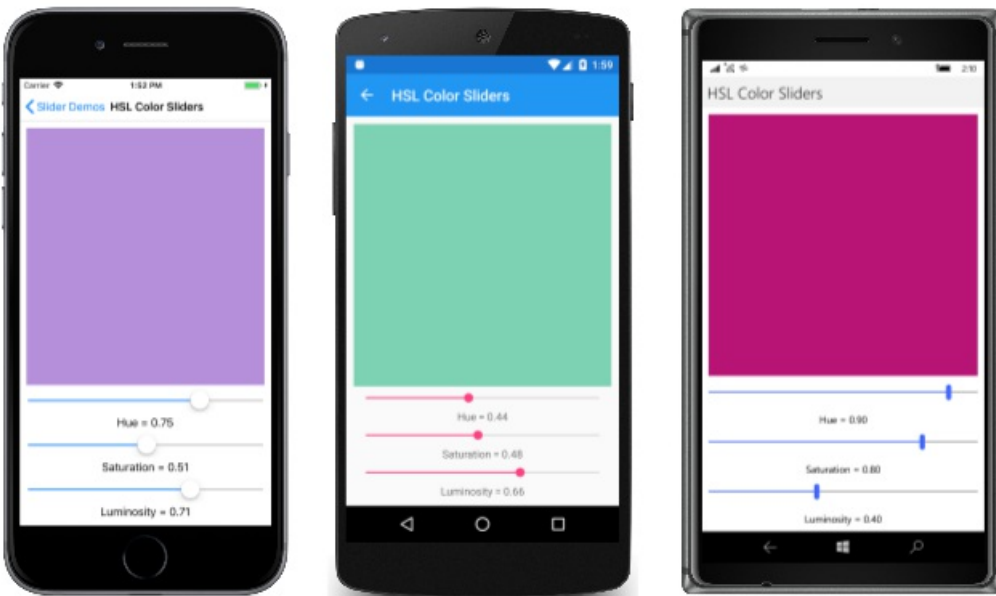 Carrier 1:52 PM
Slider Demos HSL Color Sliders
Hue = 0.75
Saturation = 0.51
Luminosity = 0.71
1:59
HSL Color Sliders
Hue = 0.44
Saturation = 0.48
Luminosity = 0.66
2:10
HSL Color Sliders
Hue = 0.90
Saturation = 0.80
Luminosity = 0.40